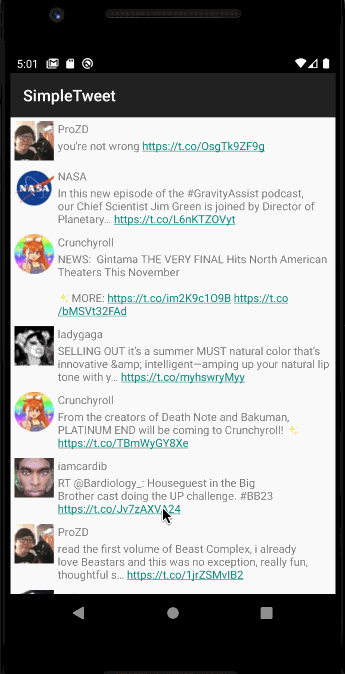 5:01
SimpleTweet
ProZD
you're not wrong https://t.co/OsgTk9ZF9g
NASA
NASA
In this new episode of the #GravityAssist podcast,
our Chief Scientist Jim Green is joined by Director of
Planetary… https://t.co/L6nKTZOVyt
Crunchyroll
NEWS:  Gintama THE VERY FINAL Hits North American
Theaters This November
✨ MORE: https://t.co/im2K9c1O9B https://t.co
/bMSVt32FAd
ladygaga
SELLING OUT it's a summer MUST natural color that's
innovative &amp; intelligent—amping up your natural lip
tone with y… https://t.co/myhswryMyy
Crunchyroll
From the creators of Death Note and Bakuman,
PLATINUM END will be coming to Crunchyroll! ✨
https://t.co/TBmWyGY8Xe
iamcardib
RT @Bardiology_: Houseguest in the Big
Brother cast doing the UP challenge. #BB23
ProZD
read the first volume of Beast Complex, i already
love Beastars and this was no exception, really fun,
thoughtful s… https://t.co/1jrZSMvIB2